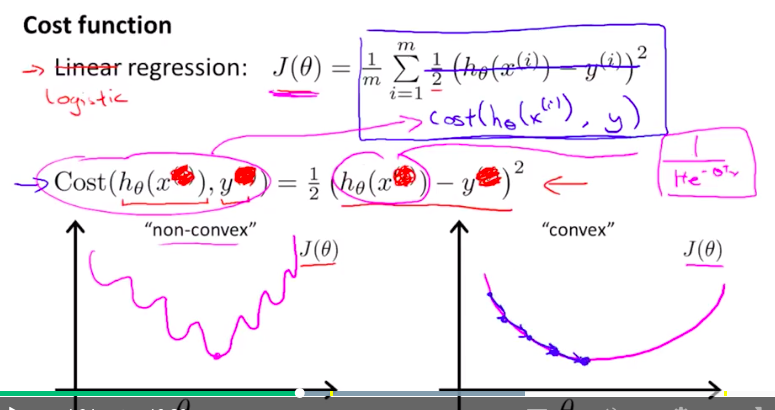 Cost function
→ Linear regression: J(θ) = 1/m ∑_{i=1}^{m} 1/2 (h_θ(x^(i)) − y^(i))^2
logistic
→ cost(h_θ(x^(i)), y)
→ Cost(h_θ(x), y) = 1/2 (h_θ(x) − y)^2 ←
1
"non-convex" J(θ) "convex" J(θ)
θ θ